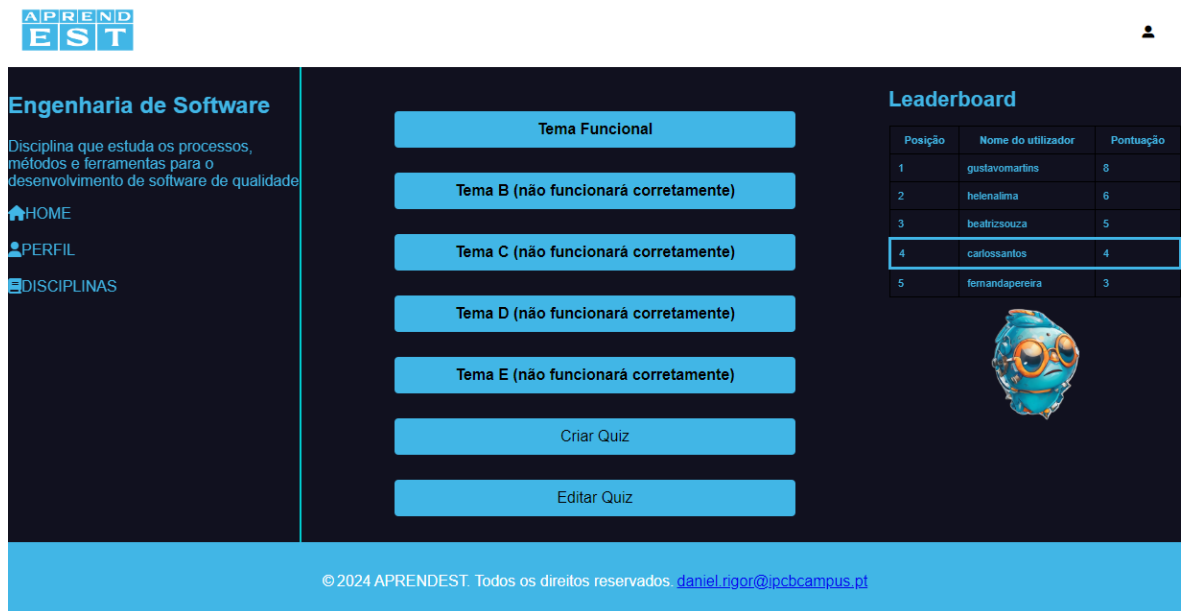 APREND
EST
Engenharia de Software
Disciplina que estuda os processos,
métodos e ferramentas para o
desenvolvimento de software de qualidade
HOME
PERFIL
DISCIPLINAS
Tema Funcional
Tema B (não funcionará corretamente)
Tema C (não funcionará corretamente)
Tema D (não funcionará corretamente)
Tema E (não funcionará corretamente)
Criar Quiz
Editar Quiz
Leaderboard
Posição Nome do utilizador Pontuação
1 gustavomartins 8
2 helenalima 6
3 beatrizsouza 5
4 carlossantos 4
5 fernandapereira 3
© 2024 APRENDEST. Todos os direitos reservados. daniel.rigor@ipcbcampus.pt